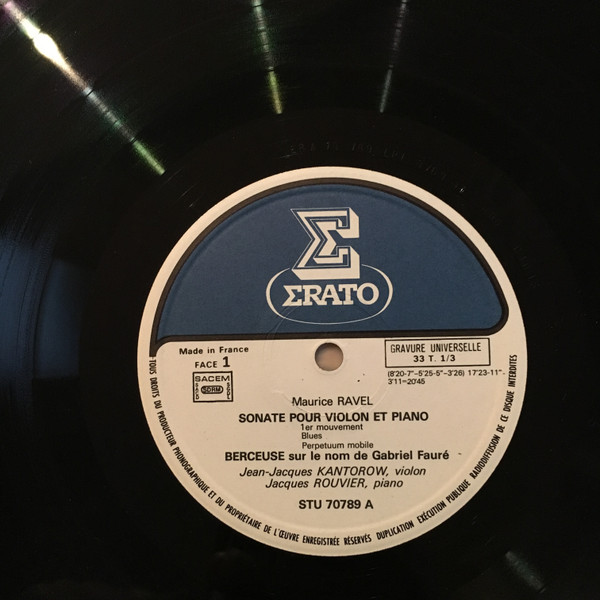 Σ
ΣRATO
Made in France
FACE 1
SACEM
SDRM
GRAVURE UNIVERSELLE
33 T. 1/3
(8'20-7"-5'25-5"-3'26) 17'23-11"-
3'11=20'45
Maurice RAVEL
SONATE POUR VIOLON ET PIANO
1er mouvement
Blues
Perpetuum mobile
BERCEUSE sur le nom de Gabriel Fauré
Jean-Jacques KANTOROW, violon
Jacques ROUVIER, piano
STU 70789 A
TOUS DROITS DU PRODUCTEUR PHONOGRAPHIQUE ET DU PROPRIÉTAIRE DE L'ŒUVRE ENREGISTRÉE RÉSERVÉS DUPLICATION EXÉCUTION PUBLIQUE RADIODIFFUSION DE CE DISQUE INTERDITES